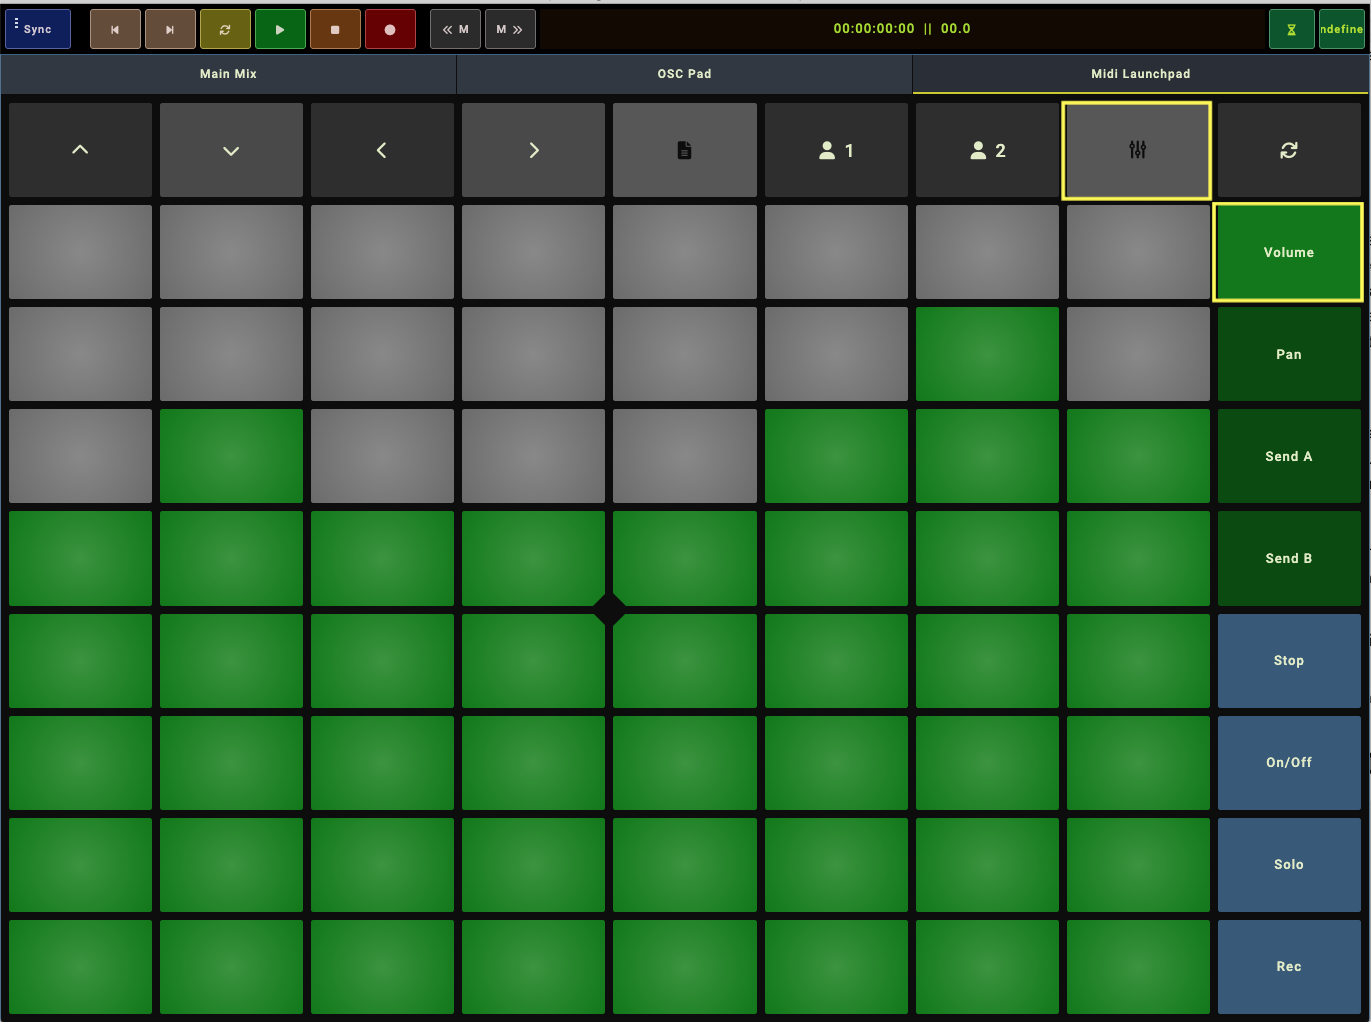 Sync
M
M
00:00:00:00 || 00.0
ndefine
Main Mix
OSC Pad
Midi Launchpad
1
2
Volume
Pan
Send A
Send B
Stop
On/Off
Solo
Rec